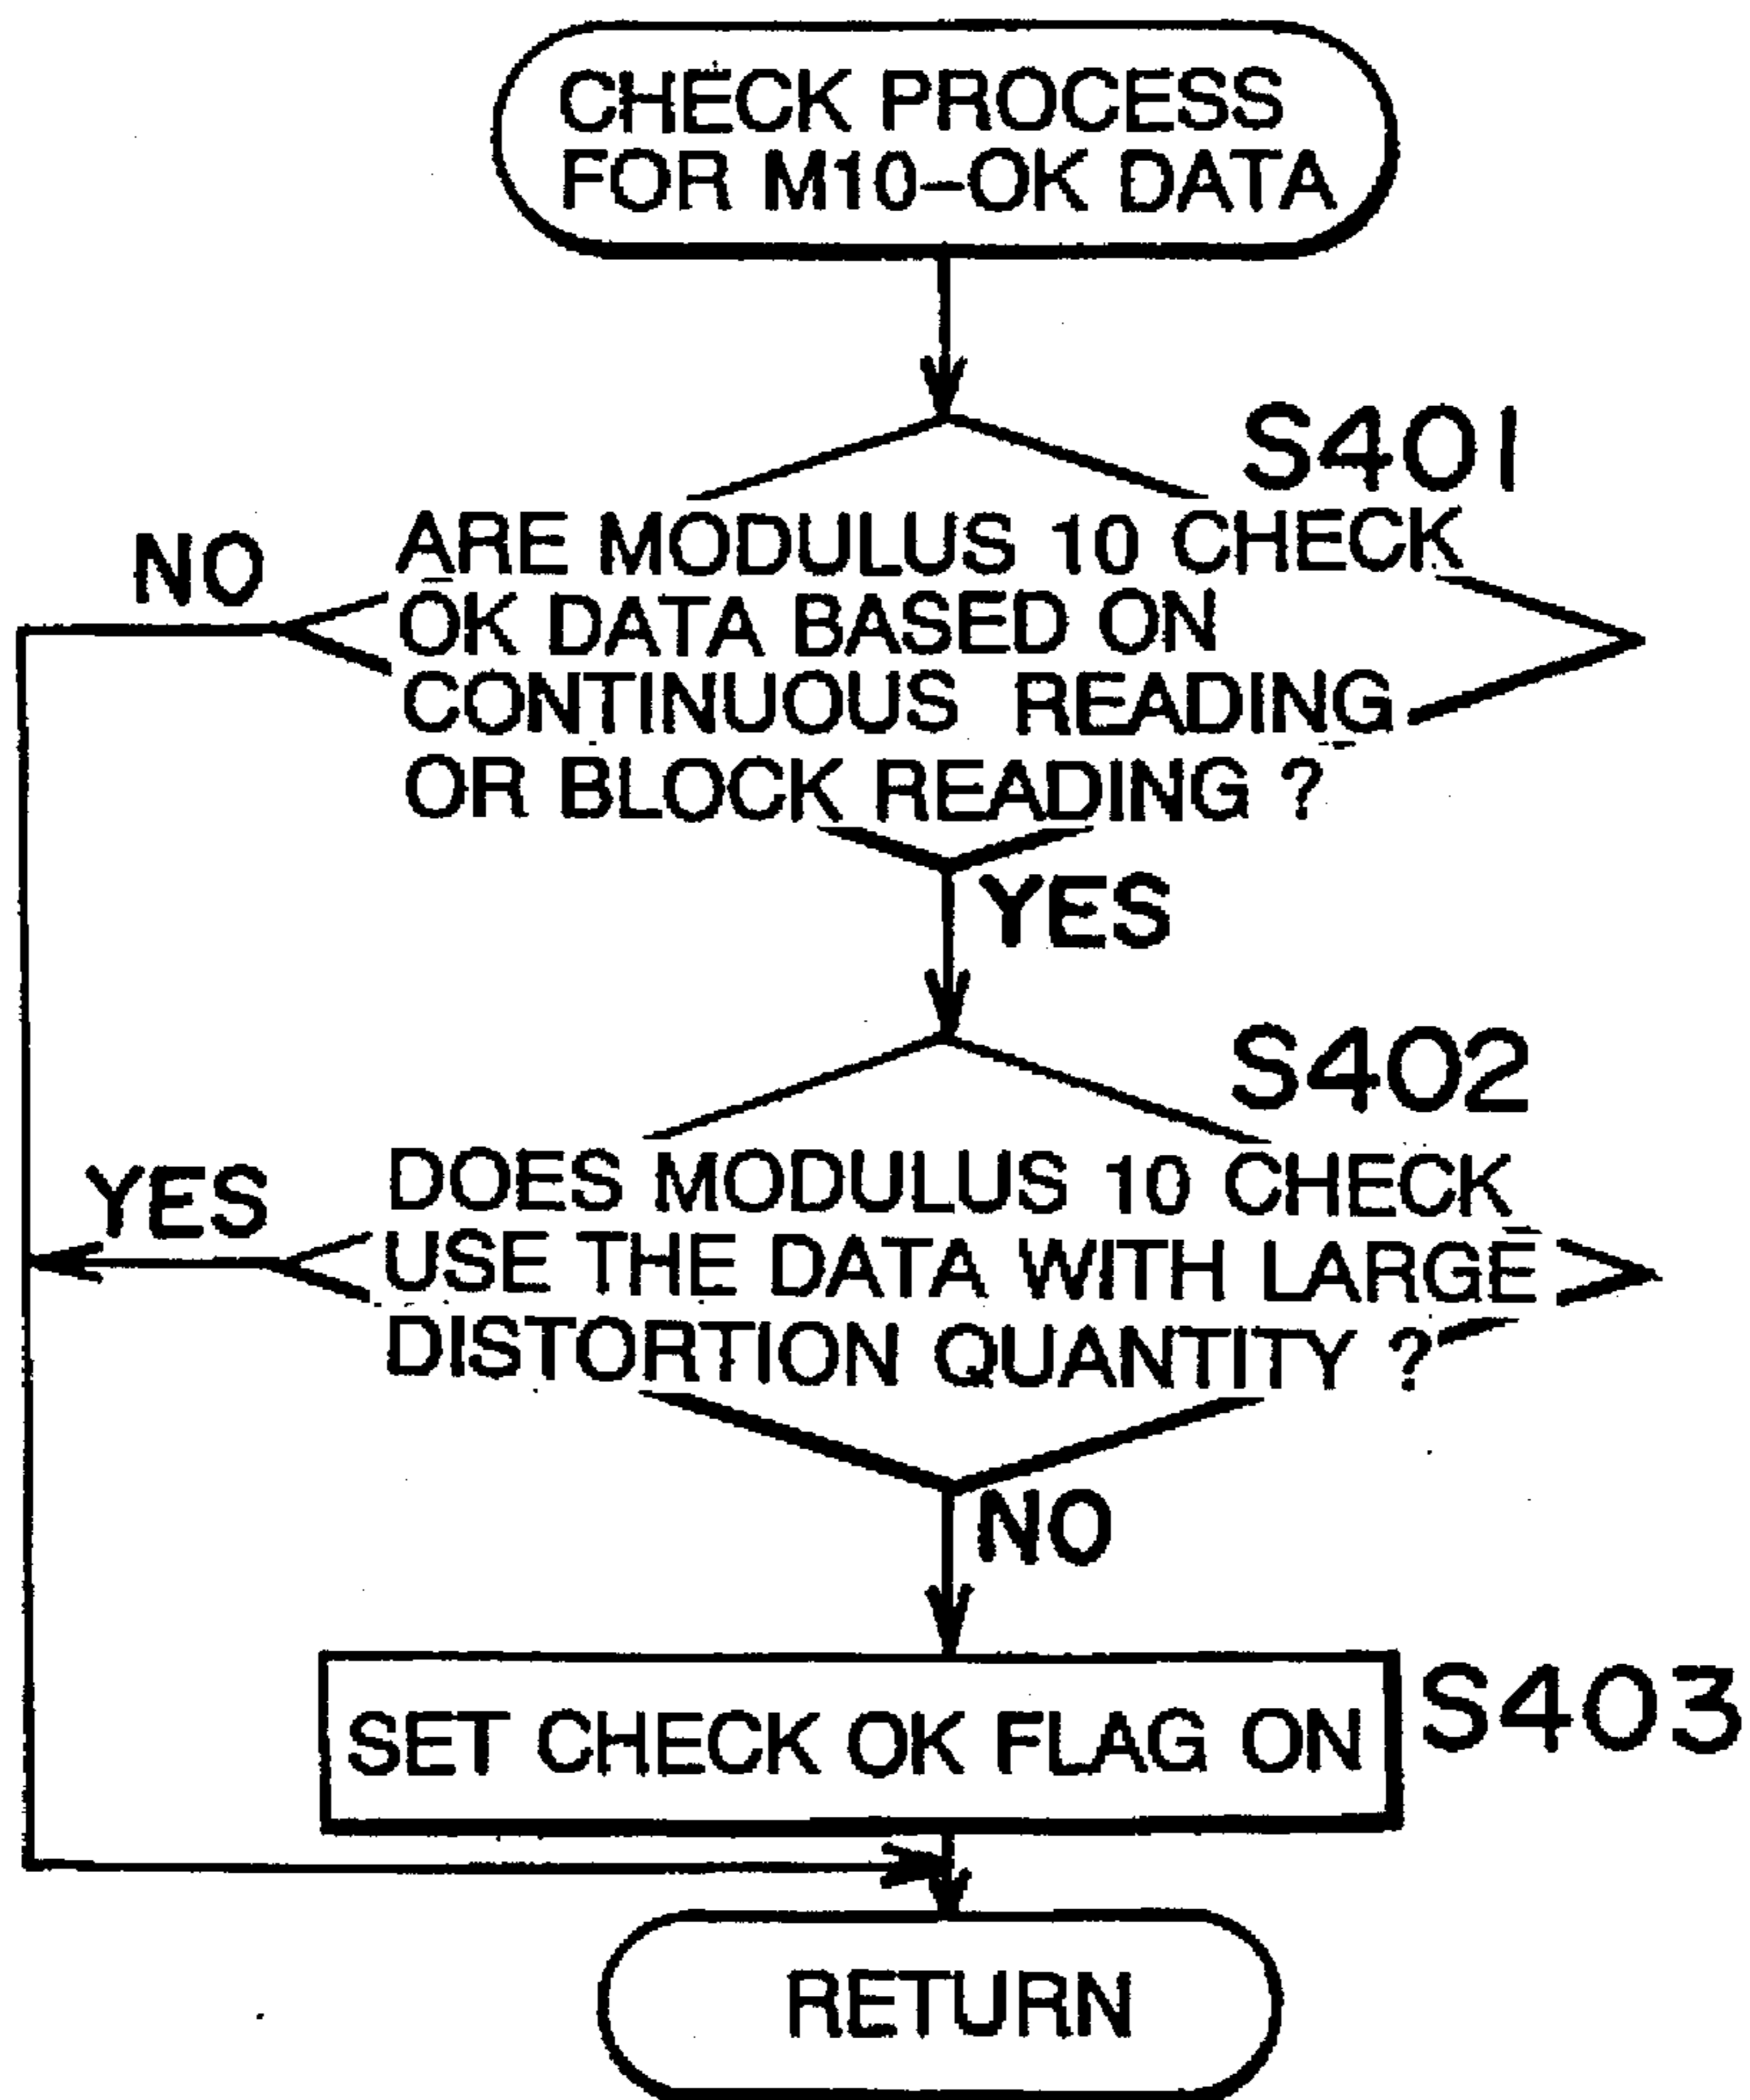 CHECK PROCESS
FOR M10-OK DATA
S401
NO
ARE MODULUS 10 CHECK
OK DATA BASED ON
CONTINUOUS READING
OR BLOCK READING ?
YES
S402
YES
DOES MODULUS 10 CHECK
USE THE DATA WITH LARGE
DISTORTION QUANTITY ?
NO
SET CHECK OK FLAG ON
S403
RETURN